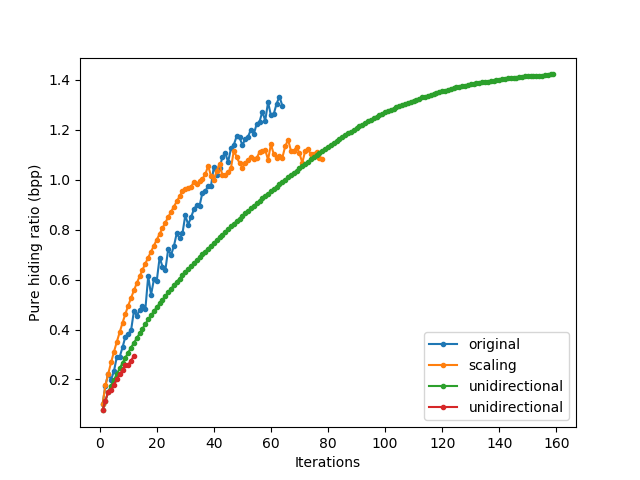 Pure hiding ratio (bpp)
1.4
1.2
1.0
0.8
0.6
0.4
0.2
original
scaling
unidirectional
unidirectional
0 20 40 60 80 100 120 140 160
Iterations